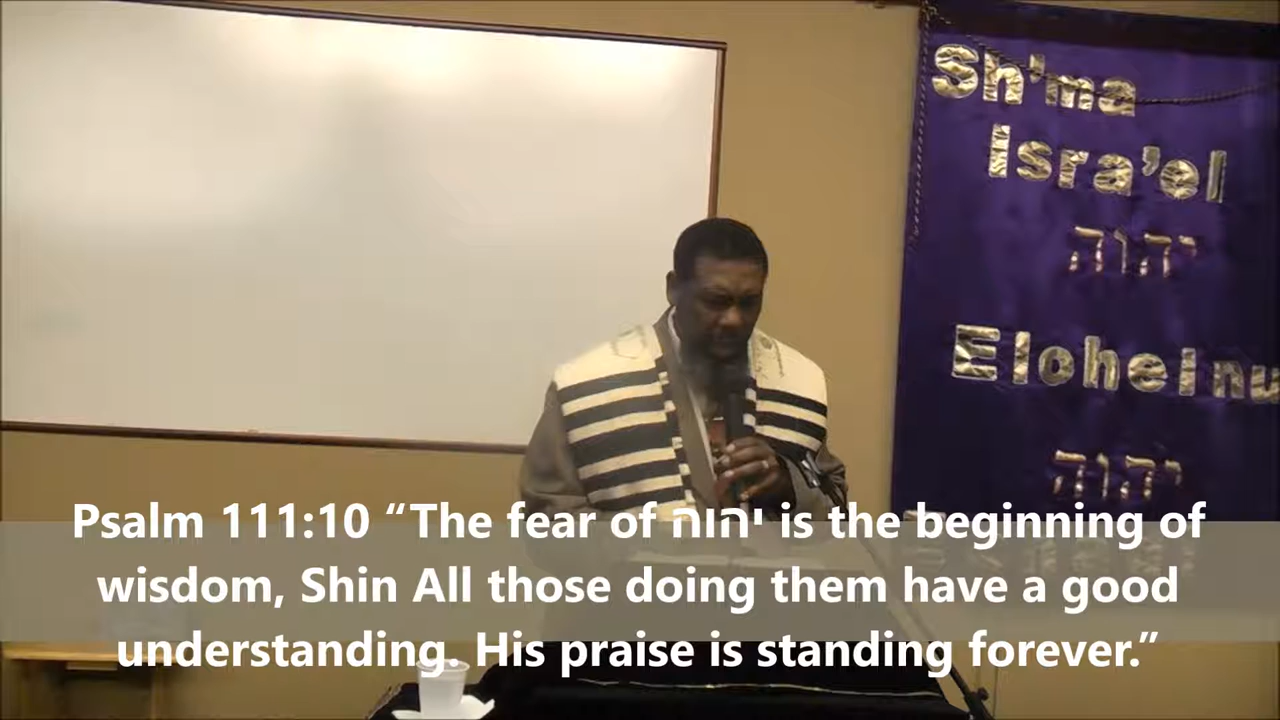 Sh'ma
Isra'el
יהוה
Eloheinu
יהוה
Psalm 111:10 “The fear of יהוה is the beginning of
wisdom, Shin All those doing them have a good
understanding. His praise is standing forever.”